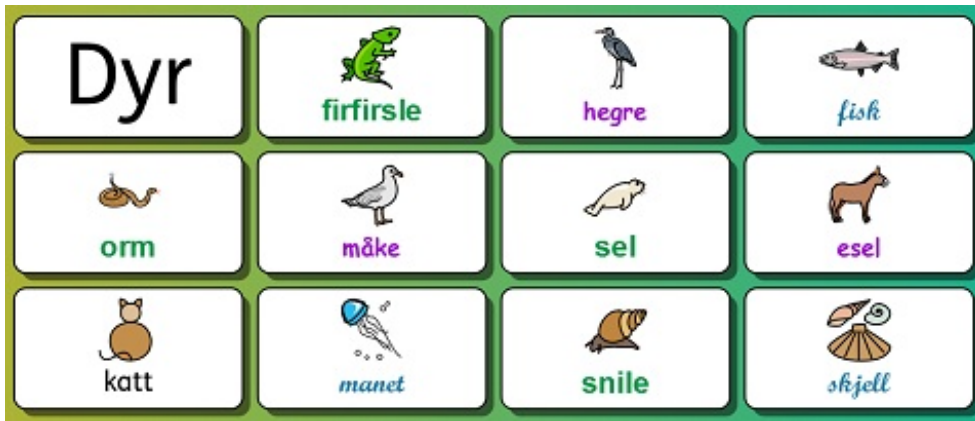 Dyr
firfirsle
hegre
fisk
orm
måke
sel
esel
katt
manet
snile
skjell